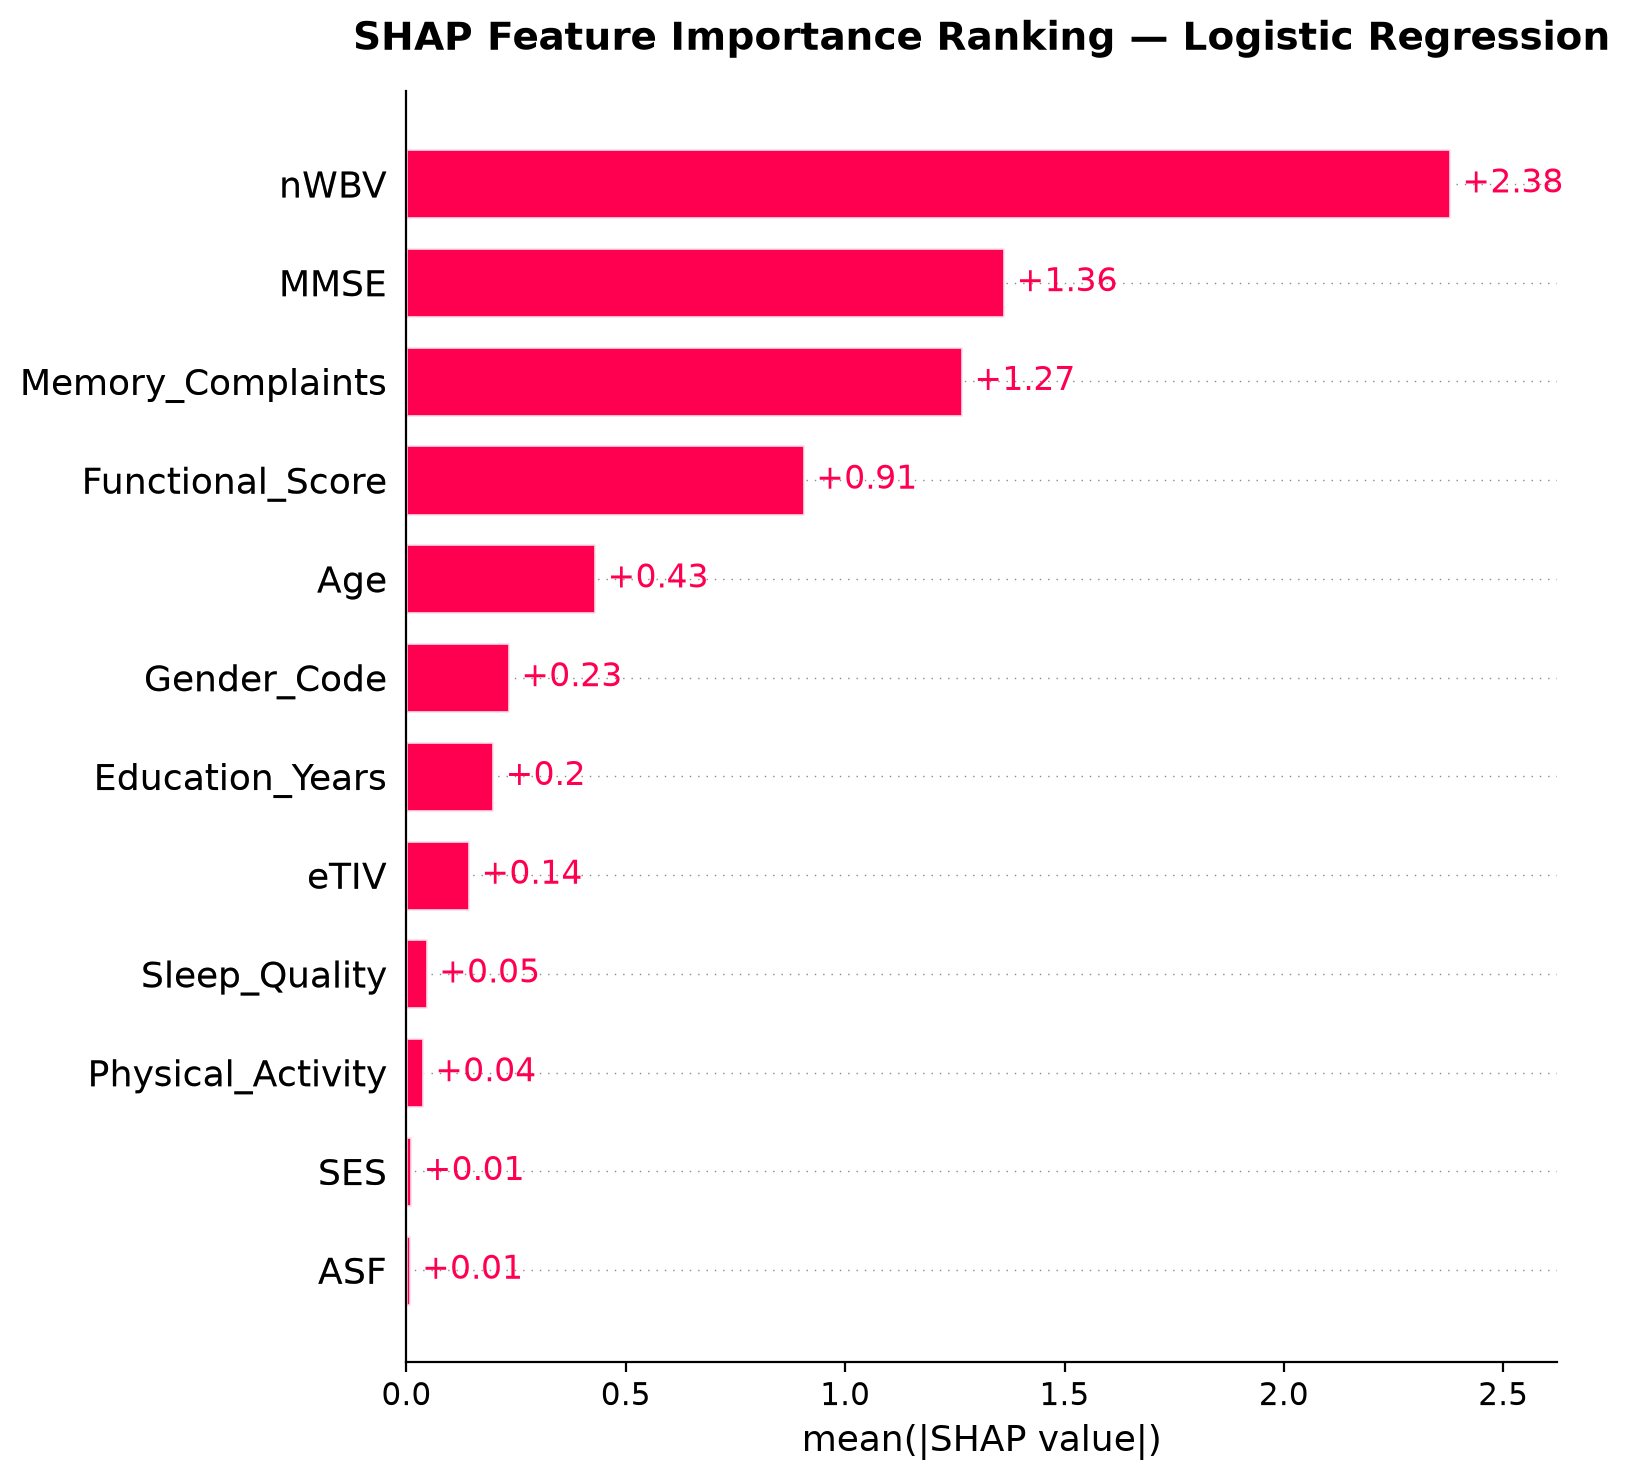 SHAP Feature Importance Ranking — Logistic Regression
nWBV +2.38
MMSE +1.36
Memory_Complaints +1.27
Functional_Score +0.91
Age +0.43
Gender_Code +0.23
Education_Years +0.2
eTIV +0.14
Sleep_Quality +0.05
Physical_Activity +0.04
SES +0.01
ASF +0.01
0.0 0.5 1.0 1.5 2.0 2.5
mean(|SHAP value|)